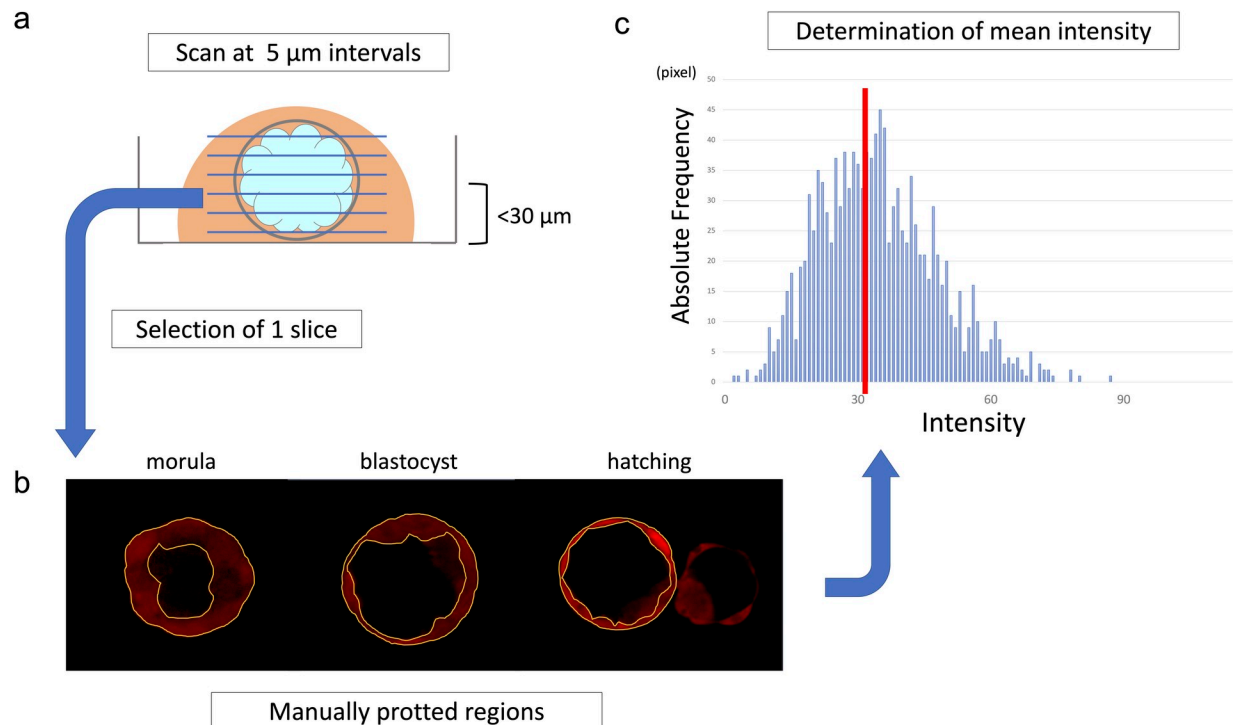 a
Scan at 5 µm intervals
<30 µm
Selection of 1 slice
b
morula blastocyst hatching
Manually protted regions
c
Determination of mean intensity
(pixel)
Absolute Frequency
50
45
40
35
30
25
20
15
10
5
0
0 30 60 90
Intensity